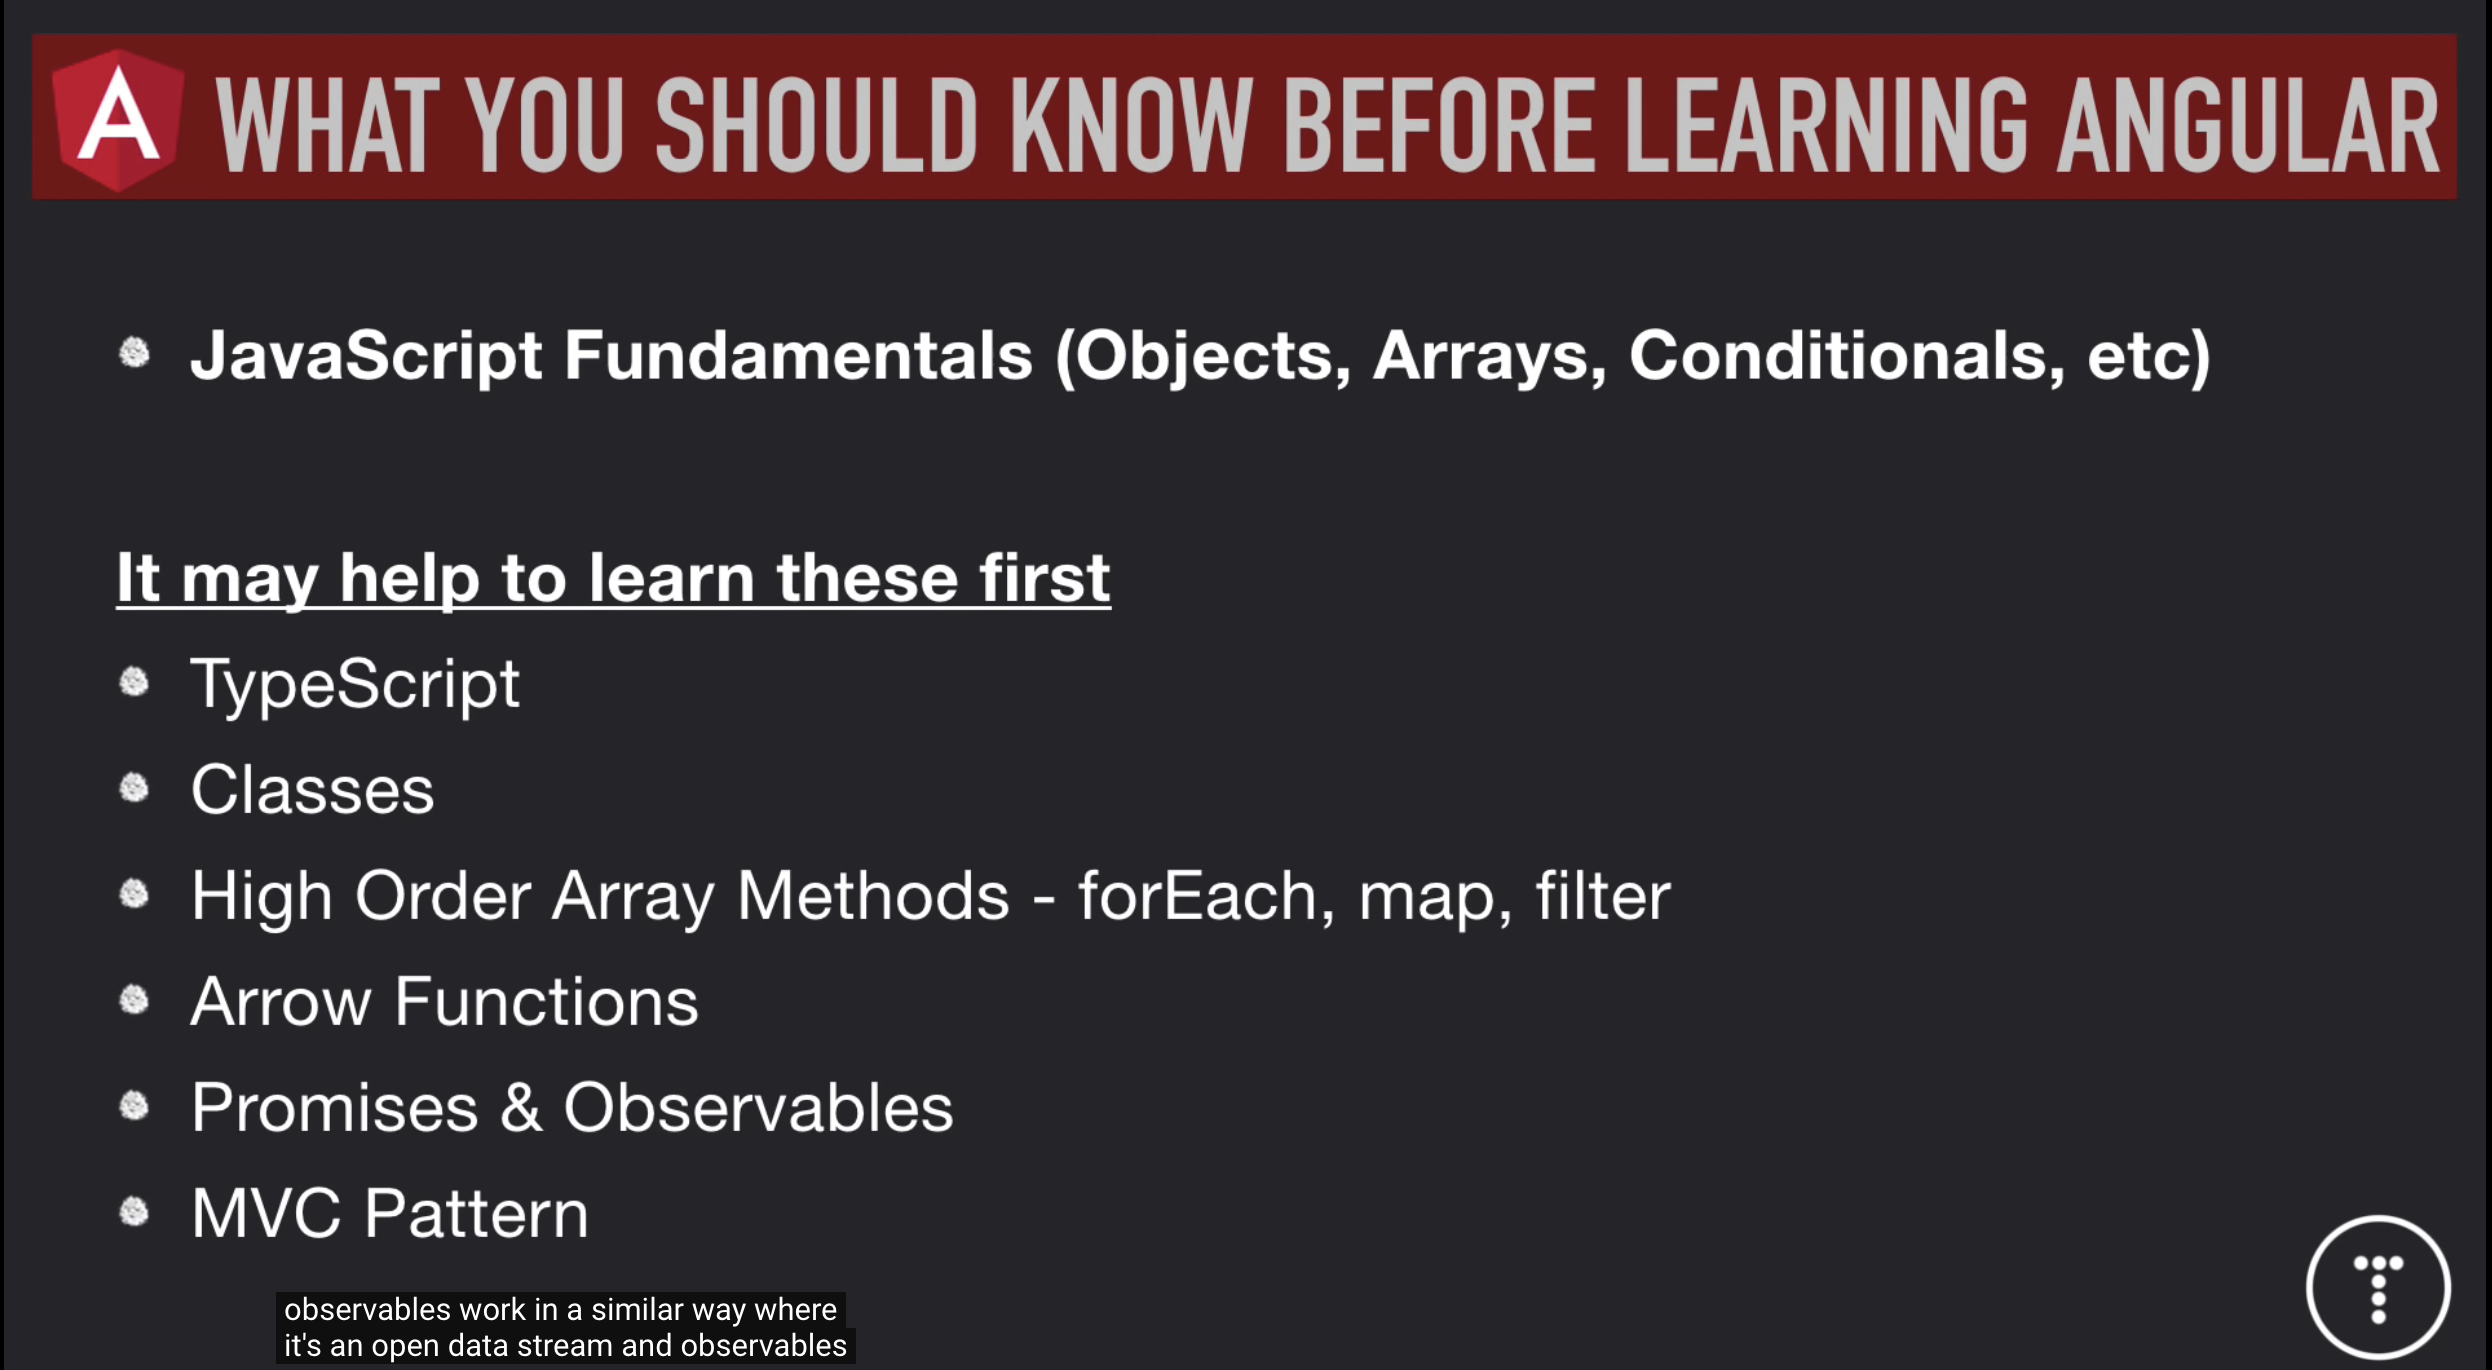 A WHAT YOU SHOULD KNOW BEFORE LEARNING ANGULAR
JavaScript Fundamentals (Objects, Arrays, Conditionals, etc)
It may help to learn these first
TypeScript
Classes
High Order Array Methods - forEach, map, filter
Arrow Functions
Promises & Observables
MVC Pattern
observables work in a similar way where
it's an open data stream and observables
T